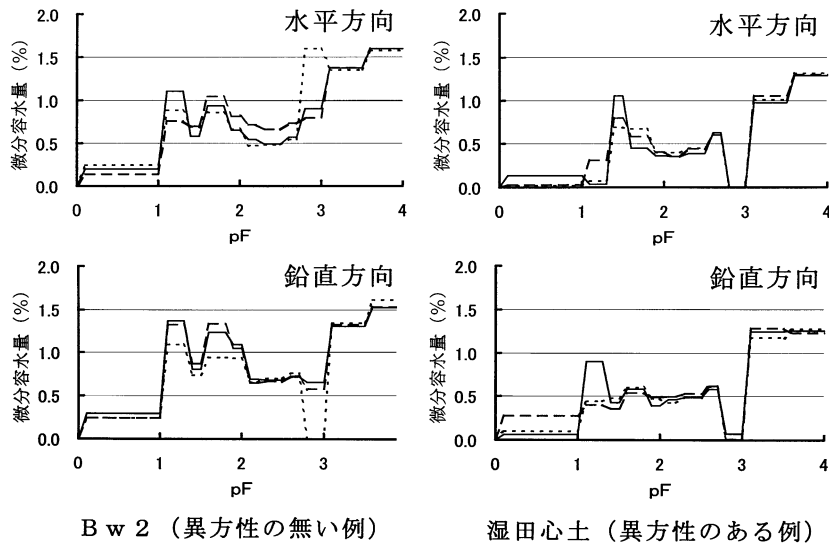 水平方向
微分容水量 (%)
2.0
1.5
1.0
0.5
0.0
0 1 2 3 4
pF
水平方向
微分容水量 (%)
2.0
1.5
1.0
0.5
0.0
0 1 2 3 4
pF
鉛直方向
微分容水量 (%)
2.0
1.5
1.0
0.5
0.0
0 1 2 3
pF
鉛直方向
微分容水量 (%)
2.0
1.5
1.0
0.5
0.0
0 1 2 3 4
pF
Bw2（異方性の無い例）
湿田心土（異方性のある例）